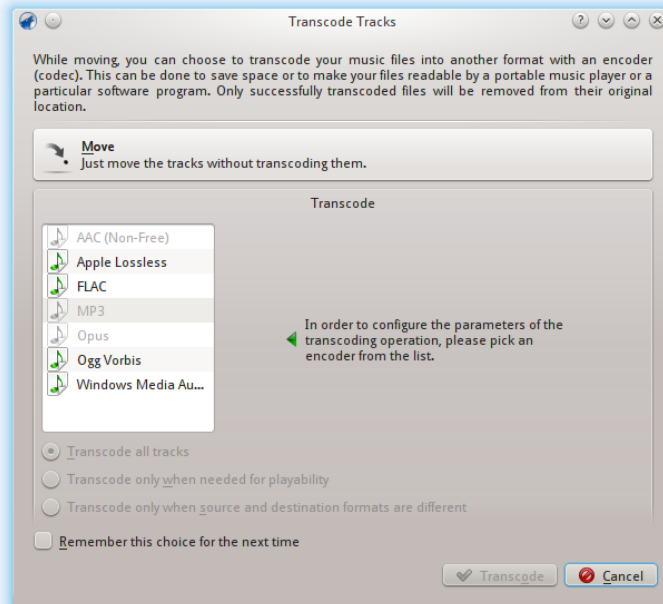 Transcode Tracks
While moving, you can choose to transcode your music files into another format with an encoder
(codec). This can be done to save space or to make your files readable by a portable music player or a
particular software program. Only successfully transcoded files will be removed from their original
location.
Move
Just move the tracks without transcoding them.
Transcode
AAC (Non-Free)
Apple Lossless
FLAC
MP3
Opus
Ogg Vorbis
Windows Media Au...
In order to configure the parameters of the
transcoding operation, please pick an
encoder from the list.
Transcode all tracks
Transcode only when needed for playability
Transcode only when source and destination formats are different
Remember this choice for the next time
Transcode
Cancel